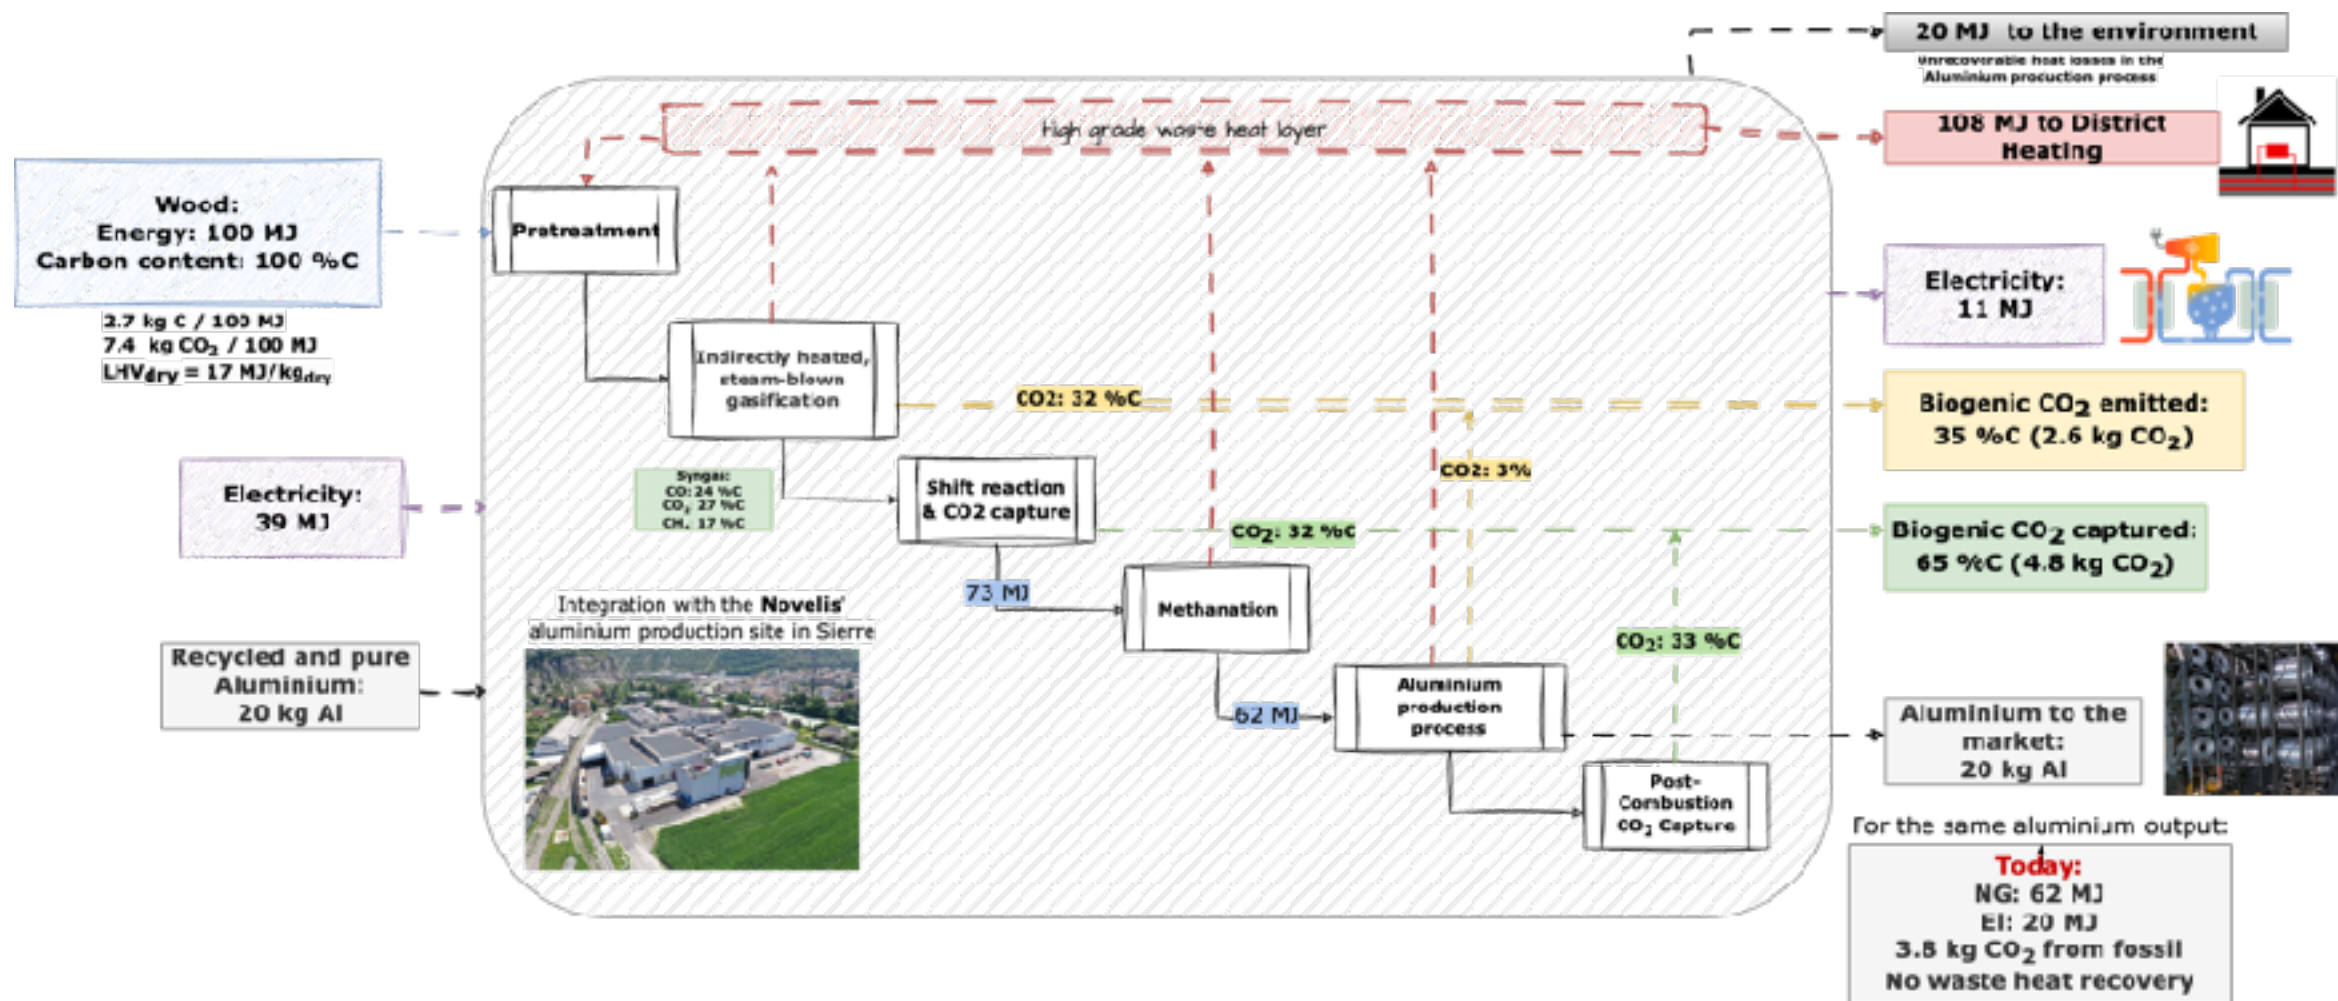 20 MJ to the environment
Unrecoverable heat losses in the
Aluminium production process
high grade waste heat layer
108 MJ to District
Heating
Wood:
Energy: 100 MJ
Carbon content: 100 %C
2.7 kg C / 100 MJ
7.4 kg CO2 / 100 MJ
LHVdry = 17 MJ/kgdry
Pretreatment
Electricity:
11 MJ
Indirectly heated,
steam-blown
gasification
CO2: 32 %C
Biogenic CO2 emitted:
35 %C (2.6 kg CO2)
CO2: 3%
Electricity:
39 MJ
Syngas:
CO: 24 %C
CO2 27 %C
CH4 17 %C
Shift reaction
& CO2 capture
CO2: 32 %C
Biogenic CO2 captured:
65 %C (4.8 kg CO2)
73 MJ
Methanation
Integration with the Novelis'
aluminium production site in Sierre
CO2: 33 %C
Recycled and pure
Aluminium:
20 kg Al
62 MJ
Aluminium
production
process
Aluminium to the
market:
20 kg Al
Post-
Combustion
CO2 Capture
For the same aluminium output:
Today:
NG: 62 MJ
El: 20 MJ
3.8 kg CO2 from fossil
No waste heat recovery